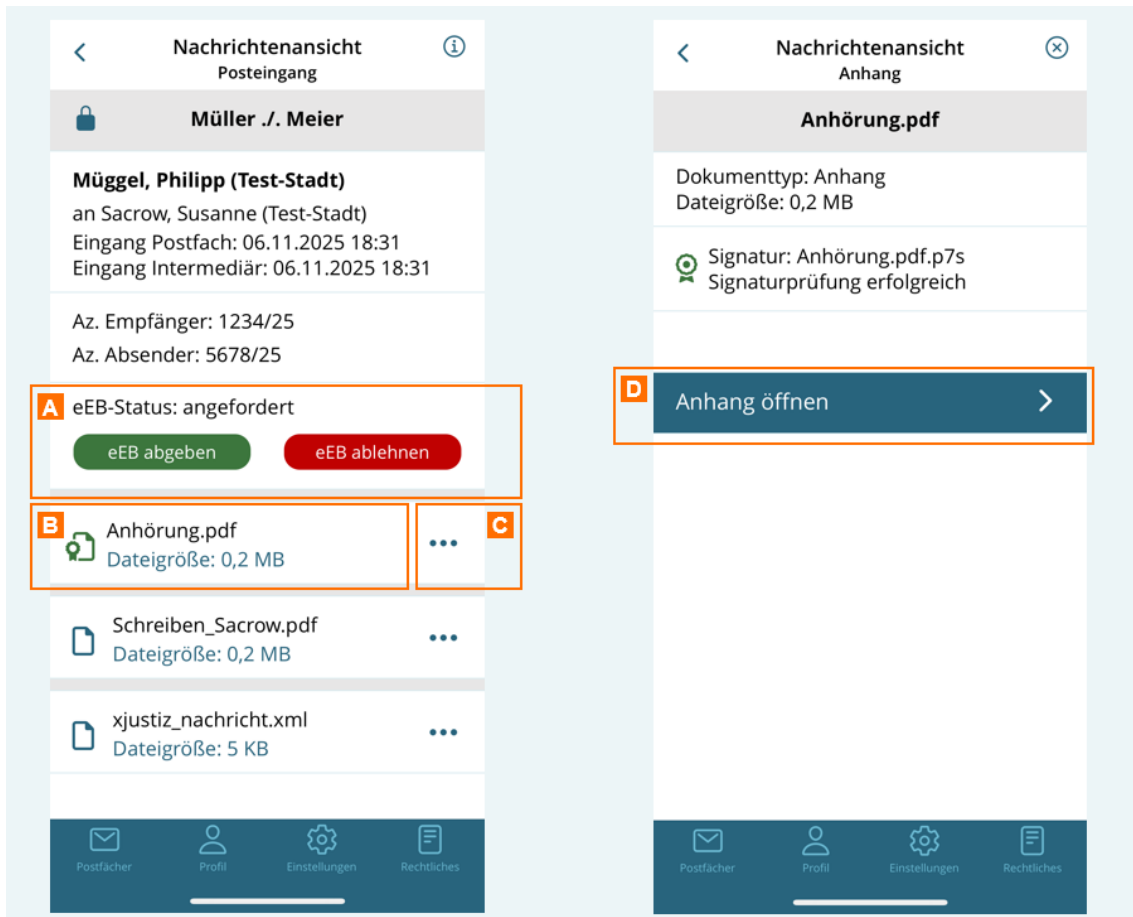 Nachrichtenansicht
Posteingang
Müller ./. Meier
Müggel, Philipp (Test-Stadt)
an Sacrow, Susanne (Test-Stadt)
Eingang Postfach: 06.11.2025 18:31
Eingang Intermediär: 06.11.2025 18:31
Az. Empfänger: 1234/25
Az. Absender: 5678/25
A
eEB-Status: angefordert
eEB abgeben
eEB ablehnen
B
Anhörung.pdf
Dateigröße: 0,2 MB
C
Schreiben_Sacrow.pdf
Dateigröße: 0,2 MB
xjustiz_nachricht.xml
Dateigröße: 5 KB
Postfächer
Profil
Einstellungen
Rechtliches
Nachrichtenansicht
Anhang
Anhörung.pdf
Dokumenttyp: Anhang
Dateigröße: 0,2 MB
Signatur: Anhörung.pdf.p7s
Signaturprüfung erfolgreich
D
Anhang öffnen
Postfächer
Profil
Einstellungen
Rechtliches